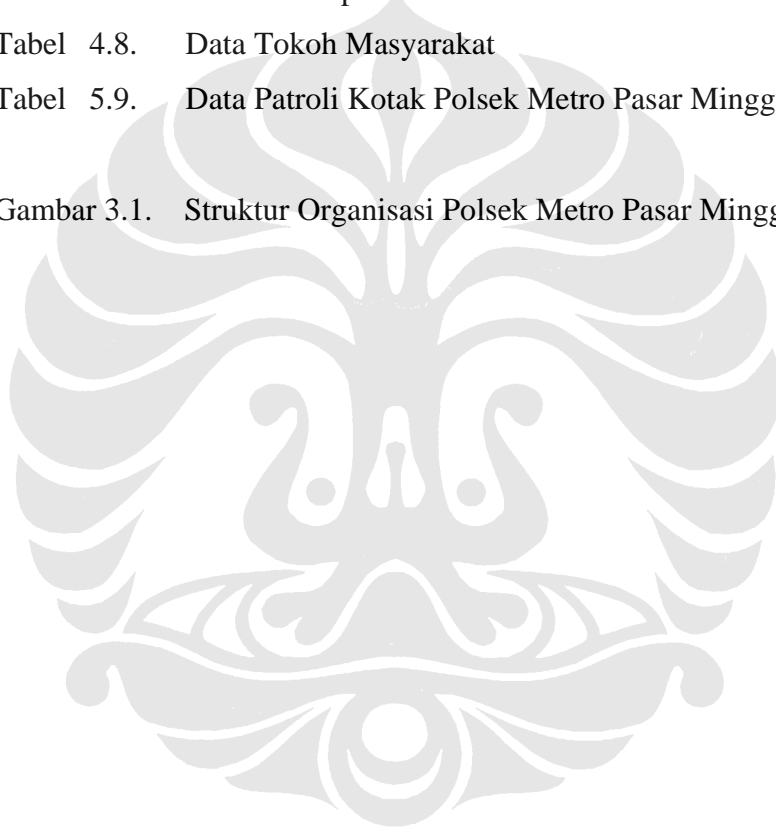 Tabel 4.8. Data Tokoh Masyarakat
Tabel 5.9. Data Patroli Kotak Polsek Metro Pasar Mingg
Gambar 3.1. Struktur Organisasi Polsek Metro Pasar Mingg